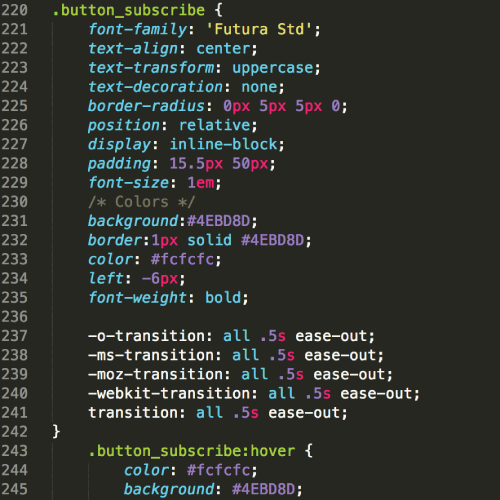 220 .button_subscribe {
221 font-family: 'Futura Std';
222 text-align: center;
223 text-transform: uppercase;
224 text-decoration: none;
225 border-radius: 0px 5px 5px 0;
226 position: relative;
227 display: inline-block;
228 padding: 15.5px 50px;
229 font-size: 1em;
230 /* Colors */
231 background:#4EBD8D;
232 border:1px solid #4EBD8D;
233 color: #fcfcfc;
234 left: -6px;
235 font-weight: bold;
236
237 -o-transition: all .5s ease-out;
238 -ms-transition: all .5s ease-out;
239 -moz-transition: all .5s ease-out;
240 -webkit-transition: all .5s ease-out;
241 transition: all .5s ease-out;
242 }
243 .button_subscribe:hover {
244 color: #fcfcfc;
245 background: #4EBD8D;